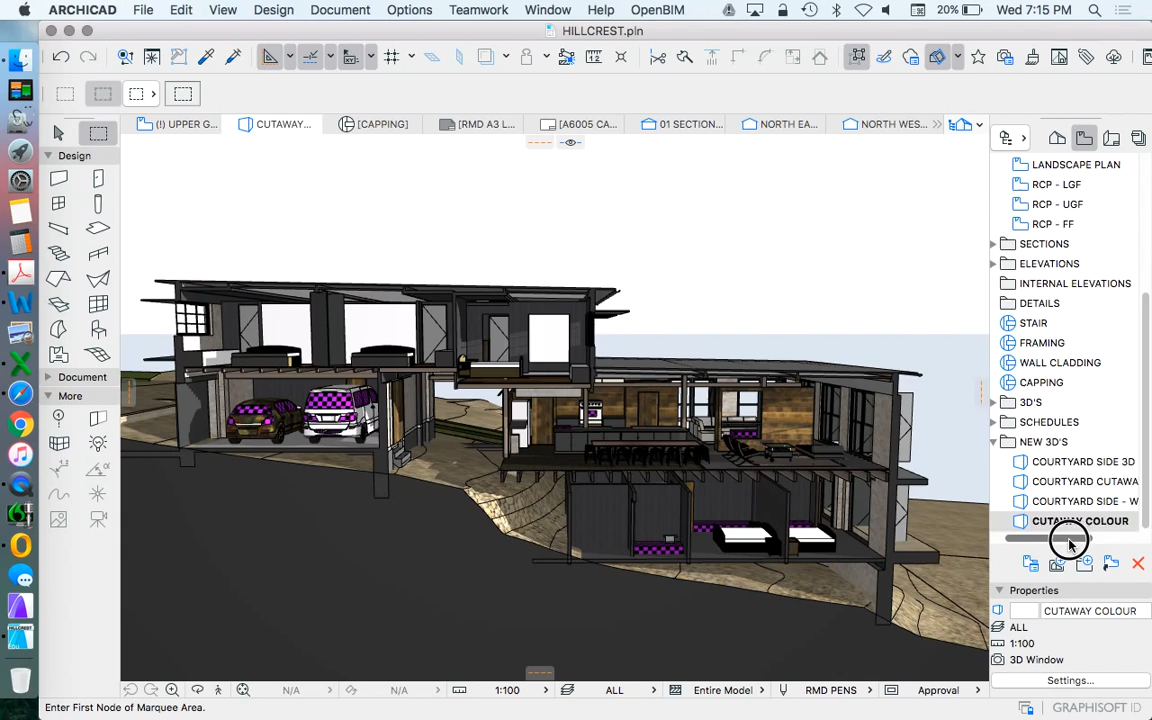 ARCHICAD File Edit View Design Document Options Teamwork Window Help OpenBIM 20% Wed 7:15 PM
HILLCREST.pln
(!) UPPER G... CUTAWAY... [CAPPING] [RMD A3 L... [A6005 CA... 01 SECTION... NORTH EA... NORTH WES...
Design
Document
More
LANDSCAPE PLAN
RCP - LGF
RCP - UGF
RCP - FF
SECTIONS
ELEVATIONS
INTERNAL ELEVATIONS
DETAILS
STAIR
FRAMING
WALL CLADDING
CAPPING
3D'S
SCHEDULES
NEW 3D'S
COURTYARD SIDE 3D
COURTYARD CUTAWA
COURTYARD SIDE - W
CUTAWAY COLOUR
Properties
CUTAWAY COLOUR
ALL
1:100
3D Window
Settings...
N/A N/A 1:100 ALL Entire Model RMD PENS Approval
Enter First Node of Marquee Area.
GRAPHISOFT ID